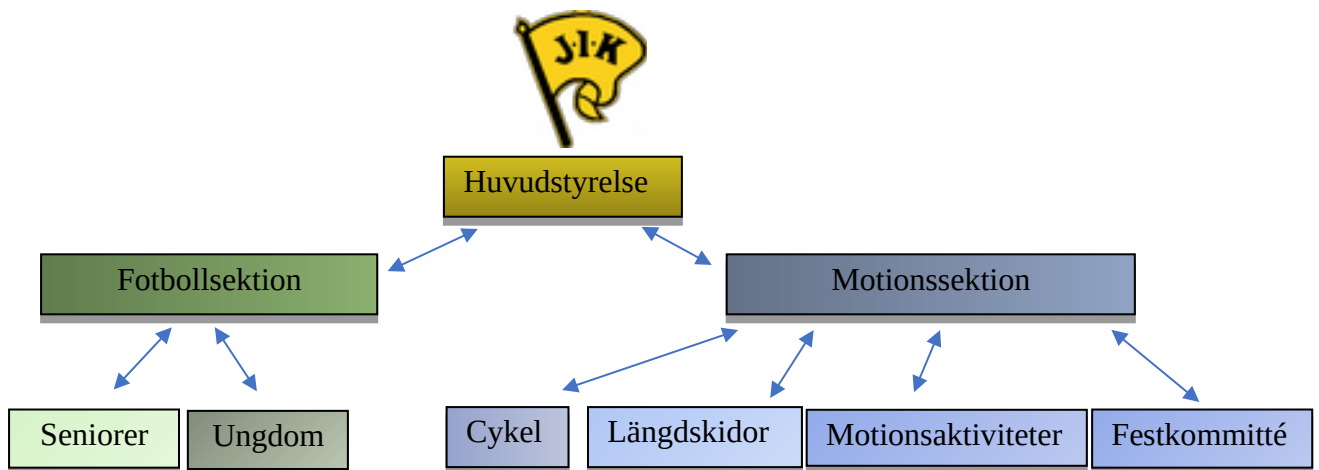 J·I·K
Huvudstyrelse
Fotbollsektion
Motionssektion
Seniorer
Ungdom
Cykel
Längdskidor
Motionsaktiviteter
Festkommitté